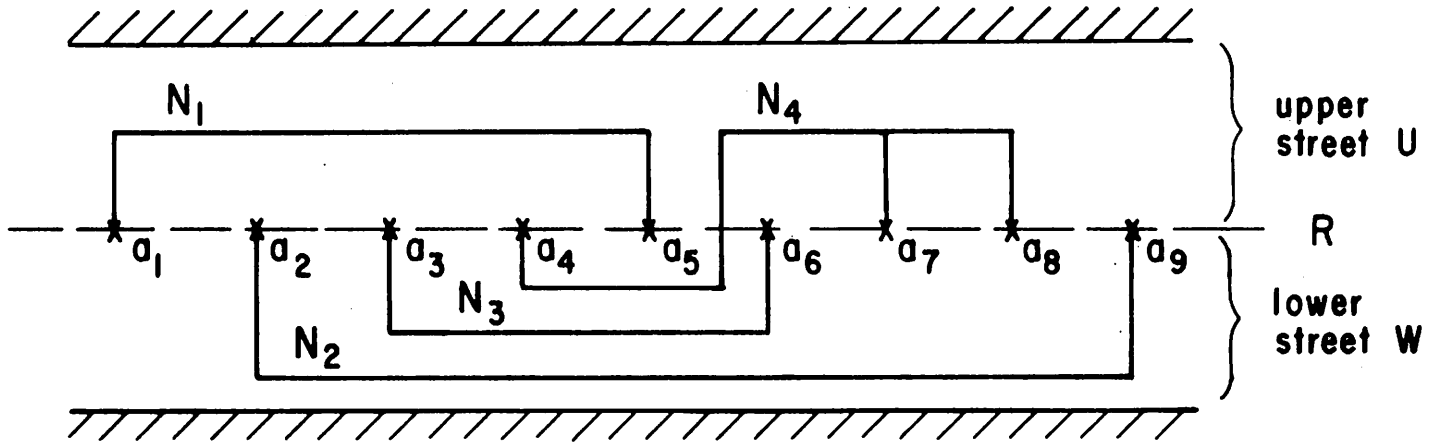 N₁ N₄
upper
street U
a₁ a₂ a₃ a₄ a₅ a₆ a₇ a₈ a₉ R
N₃
N₂
lower
street W